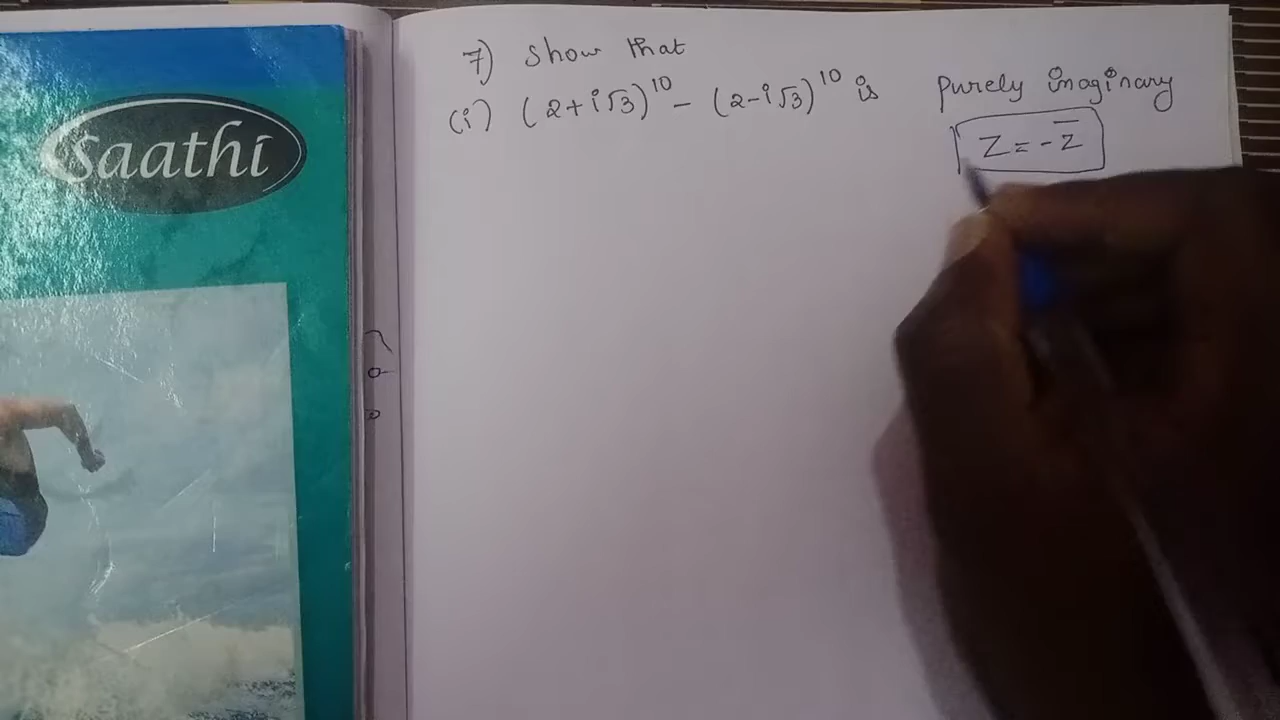 Saathi
7) Show that
(i) (2+i√3)¹⁰ - (2-i√3)¹⁰ is purely imaginary
Z = -z̅